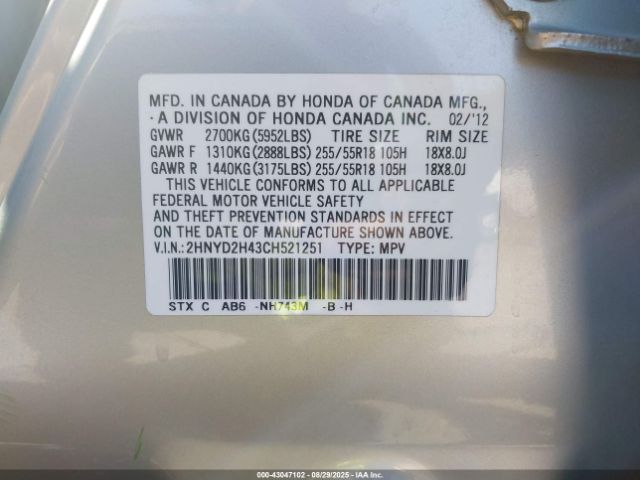 MFD. IN CANADA BY HONDA OF CANADA MFG.,
· A DIVISION OF HONDA CANADA INC. 02/'12
GVWR 2700KG(5952LBS) TIRE SIZE RIM SIZE
GAWR F 1310KG(2888LBS) 255/55R18 105H 18X8.0J
GAWR R 1440KG(3175LBS) 255/55R18 105H 18X8.0J
THIS VEHICLE CONFORMS TO ALL APPLICABLE
FEDERAL MOTOR VEHICLE SAFETY
AND THEFT PREVENTION STANDARDS IN EFFECT
ON THE DATE OF MANUFACTURE SHOWN ABOVE.
V.I.N.: 2HNYD2H43CH521251 TYPE: MPV
STX C AB6 -NH743M -B -H
000-43047102 - 08/29/2025 - IAAI.COM